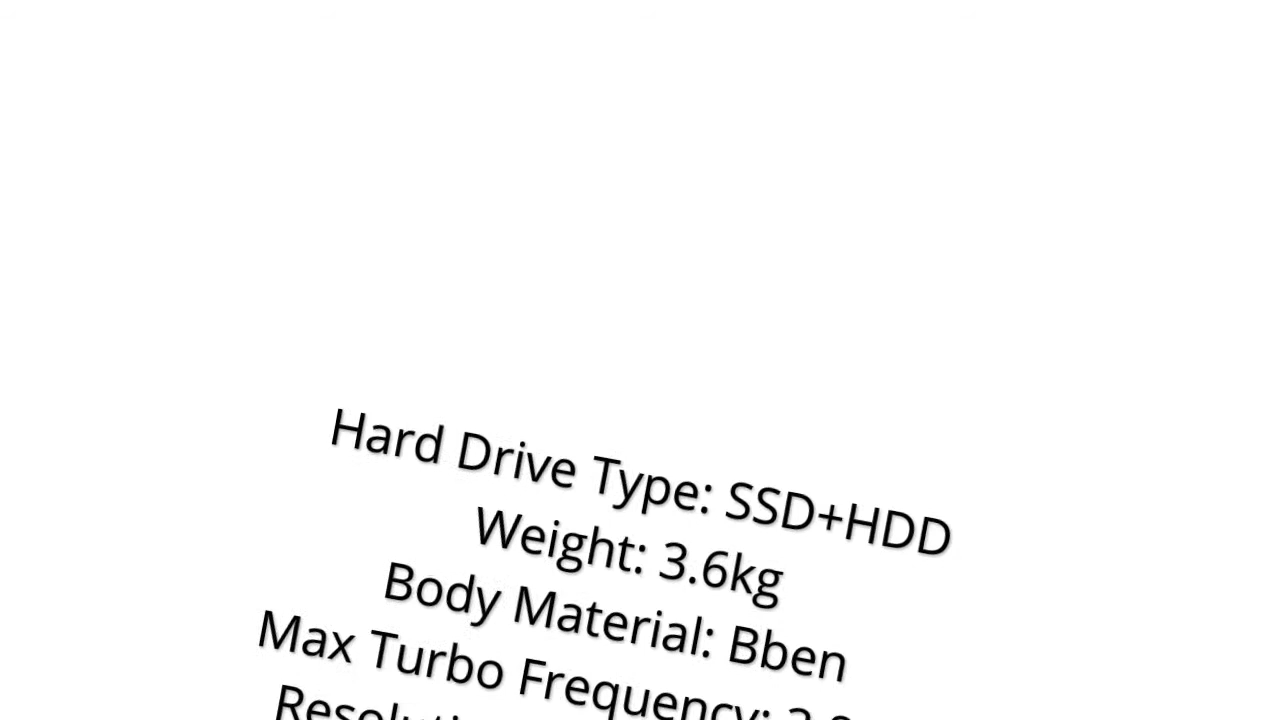 Hard Drive Type: SSD+HDD
Weight: 3.6kg
Body Material: Bben
Max Turbo Frequency: